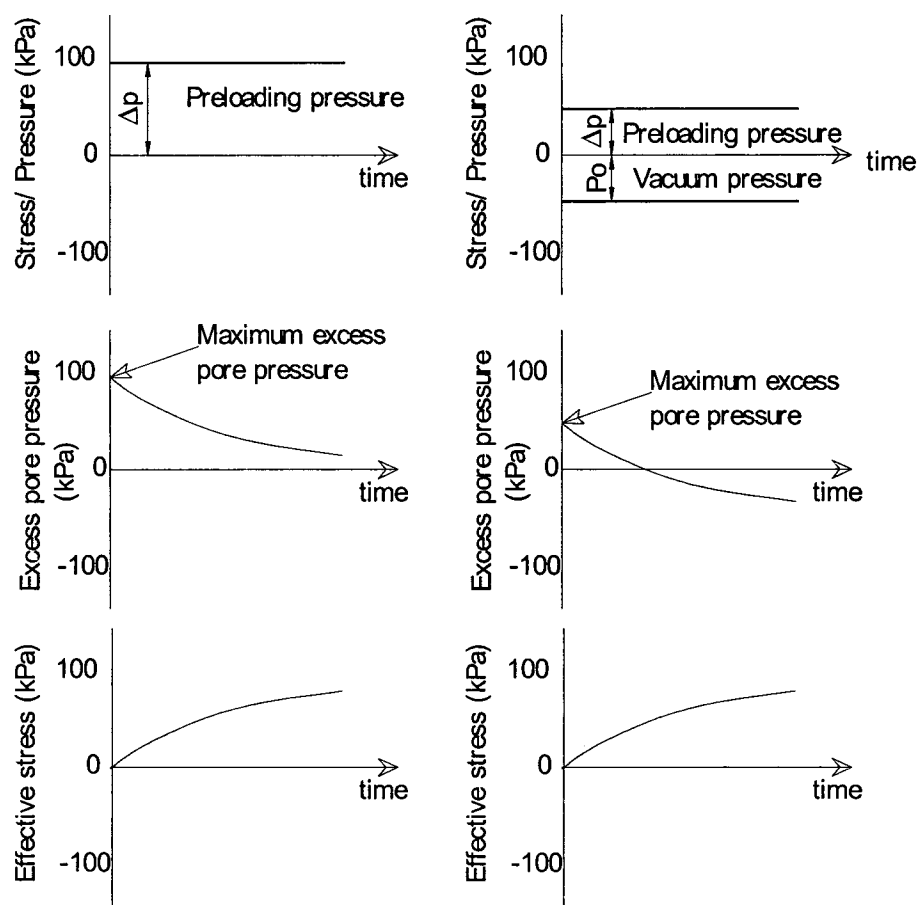 Stress/ Pressure (kPa)
100
0
-100
Δp
Preloading pressure
time
Stress/ Pressure (kPa)
100
0
-100
Δp
Preloading pressure
Po
Vacuum pressure
time
Excess pore pressure
(kPa)
100
0
-100
Maximum excess
pore pressure
time
Excess pore pressure
(kPa)
100
0
-100
Maximum excess
pore pressure
time
Effective stress (kPa)
100
0
-100
time
Effective stress (kPa)
100
0
-100
time